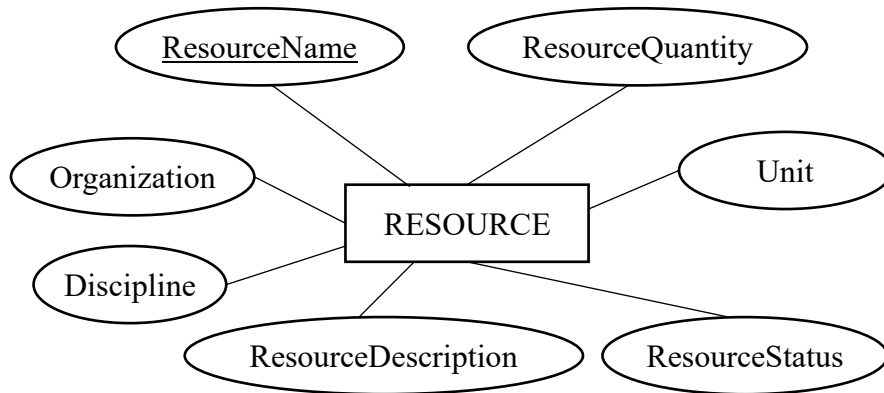 ResourceName
ResourceQuantity
Organization
Unit
RESOURCE
Discipline
ResourceDescription
ResourceStatus